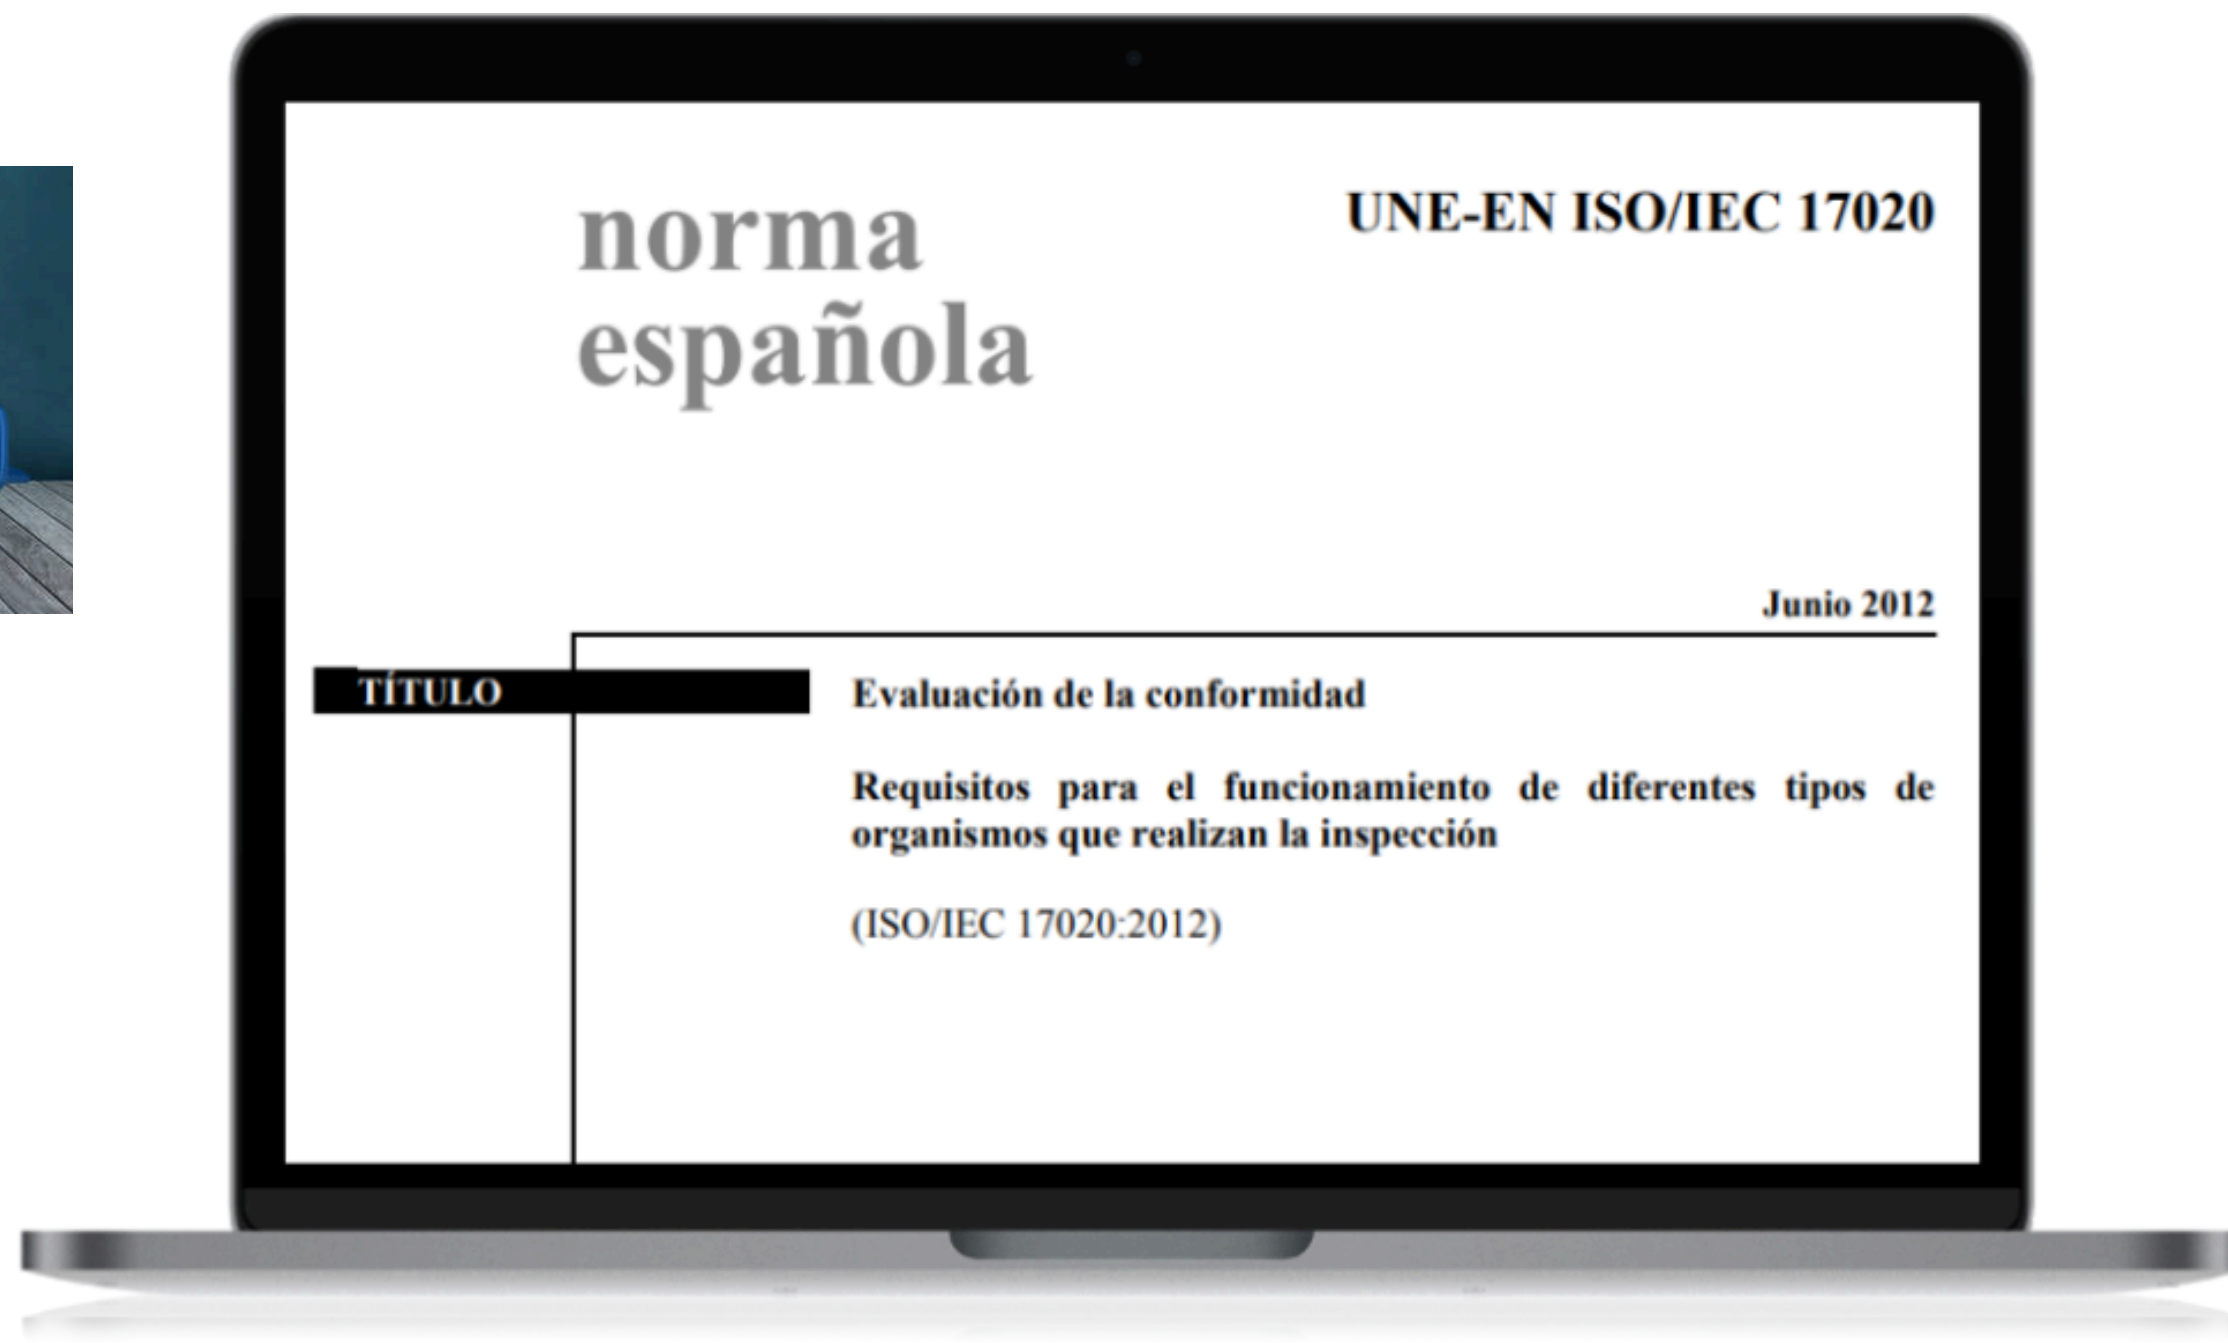 norma
española
UNE-EN ISO/IEC 17020
Junio 2012
TÍTULO
Evaluación de la conformidad
Requisitos para el funcionamiento de diferentes tipos de
organismos que realizan la inspección
(ISO/IEC 17020:2012)